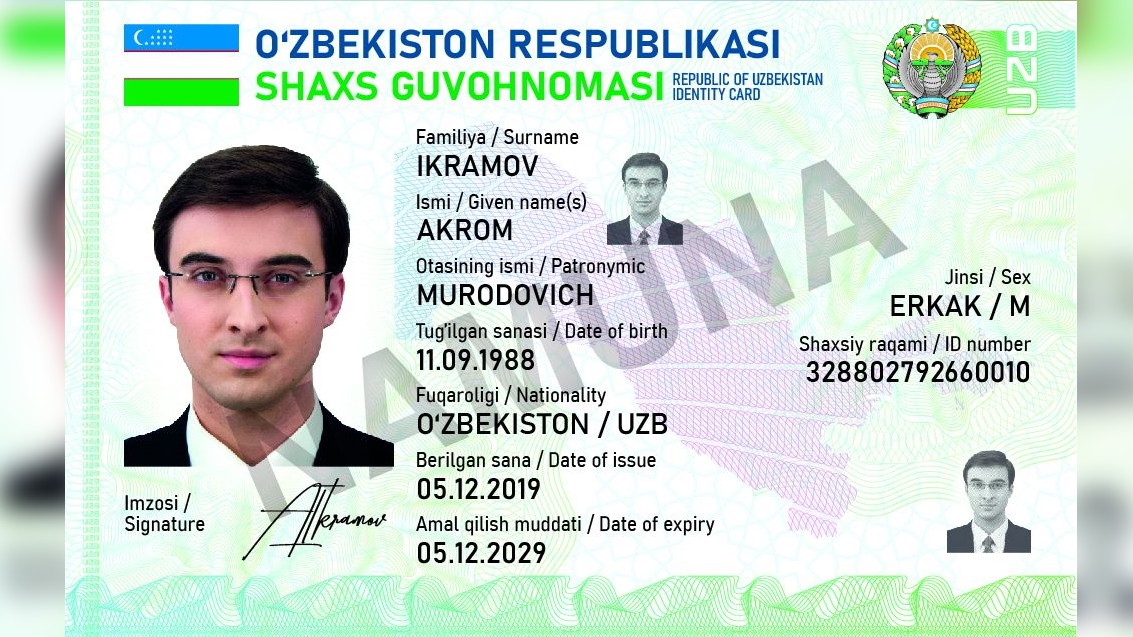 O‘ZBEKISTON RESPUBLIKASI
SHAXS GUVOHNOMASI
REPUBLIC OF UZBEKISTAN
IDENTITY CARD
UZB
Familiya / Surname
IKRAMOV
Ismi / Given name(s)
AKROM
Otasining ismi / Patronymic
MURODOVICH
Tug‘ilgan sanasi / Date of birth
11.09.1988
Fuqaroligi / Nationality
O‘ZBEKISTON / UZB
Berilgan sana / Date of issue
05.12.2019
Amal qilish muddati / Date of expiry
05.12.2029
Jinsi / Sex
ERKAK / M
Shaxsiy raqami / ID number
328802792660010
Imzosi /
Signature
AIkramov
NAMUNA